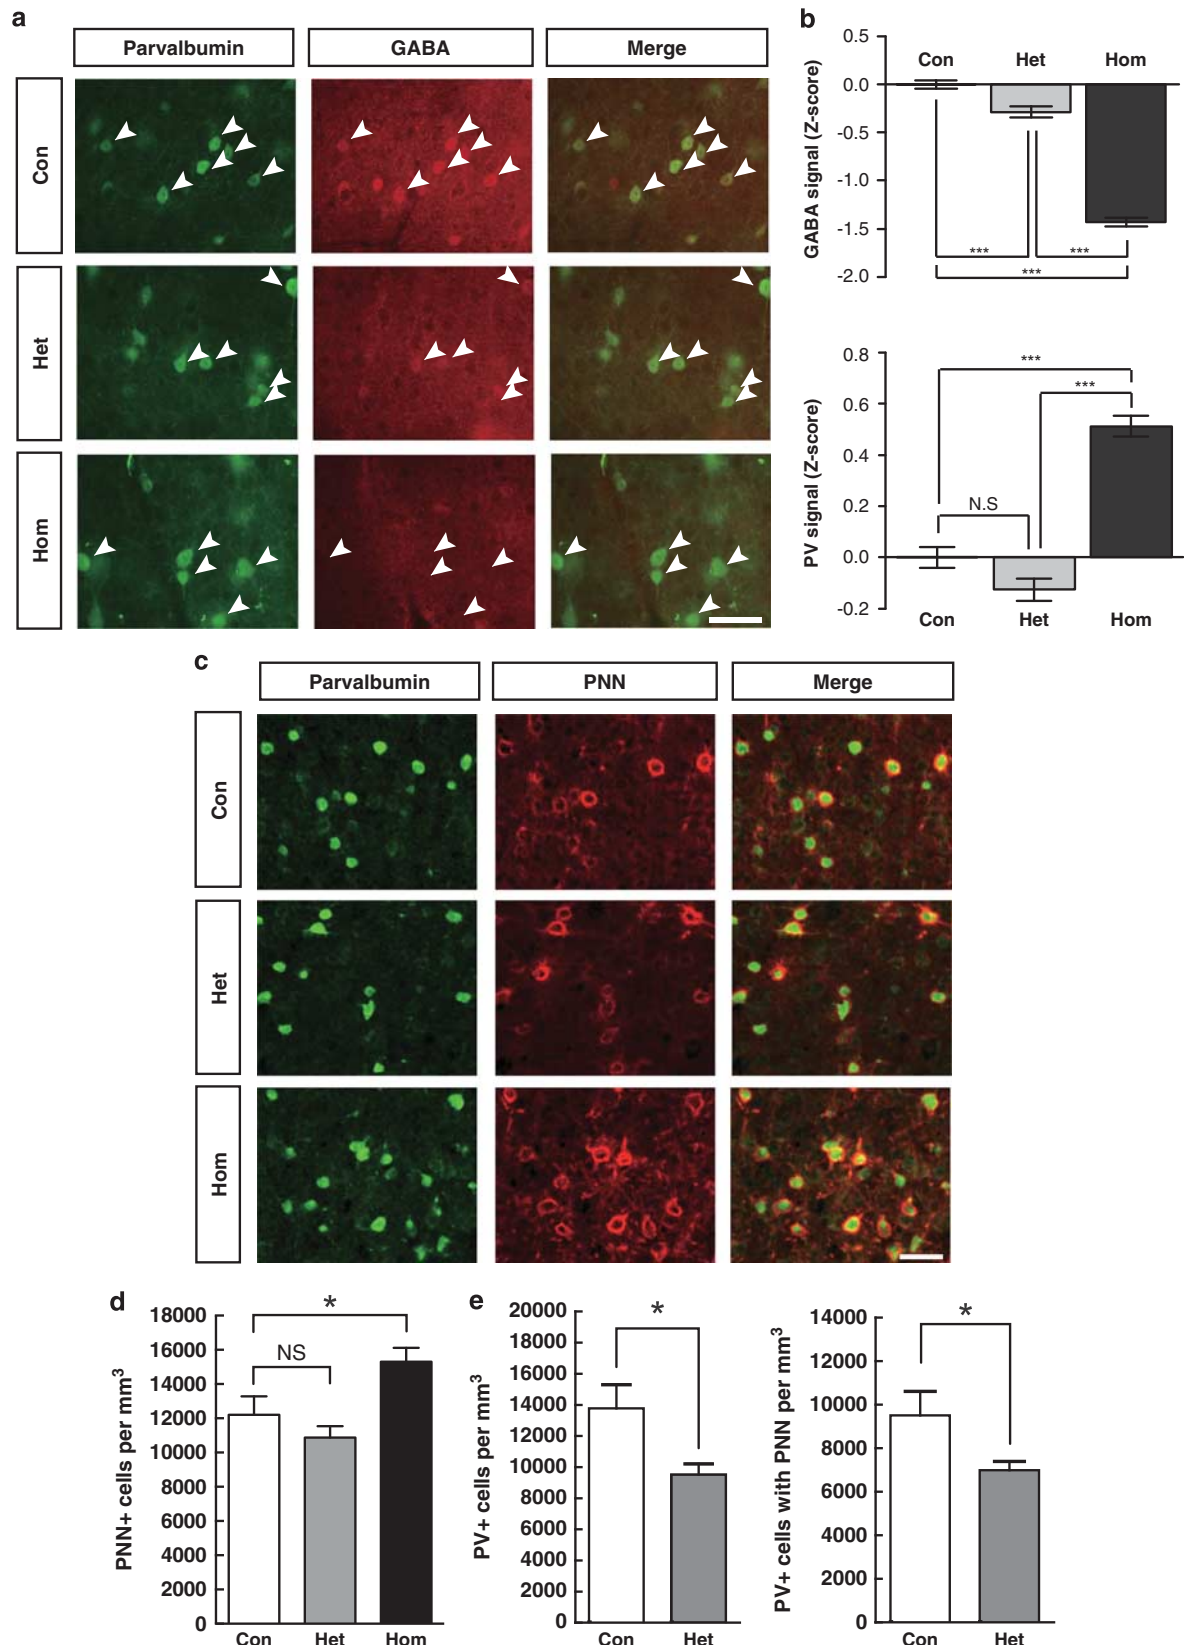 a
Parvalbumin GABA Merge
Con
Het
Hom
b
0.5
0.0
-0.5
-1.0
-1.5
-2.0
GABA signal (Z-score)
Con Het Hom
*** ***
***
0.8
0.6
0.4
0.2
0.0
-0.2
PV signal (Z-score)
***
***
N.S
Con Het Hom
c
Parvalbumin PNN Merge
Con
Het
Hom
d
18000
16000
14000
12000
10000
8000
6000
4000
2000
0
PNN+ cells per mm³
*
NS
Con Het Hom
e
20000
18000
16000
14000
12000
10000
8000
6000
4000
2000
0
PV+ cells per mm³
*
Con Het
14000
12000
10000
8000
6000
4000
2000
0
PV+ cells with PNN per mm³
*
Con Het